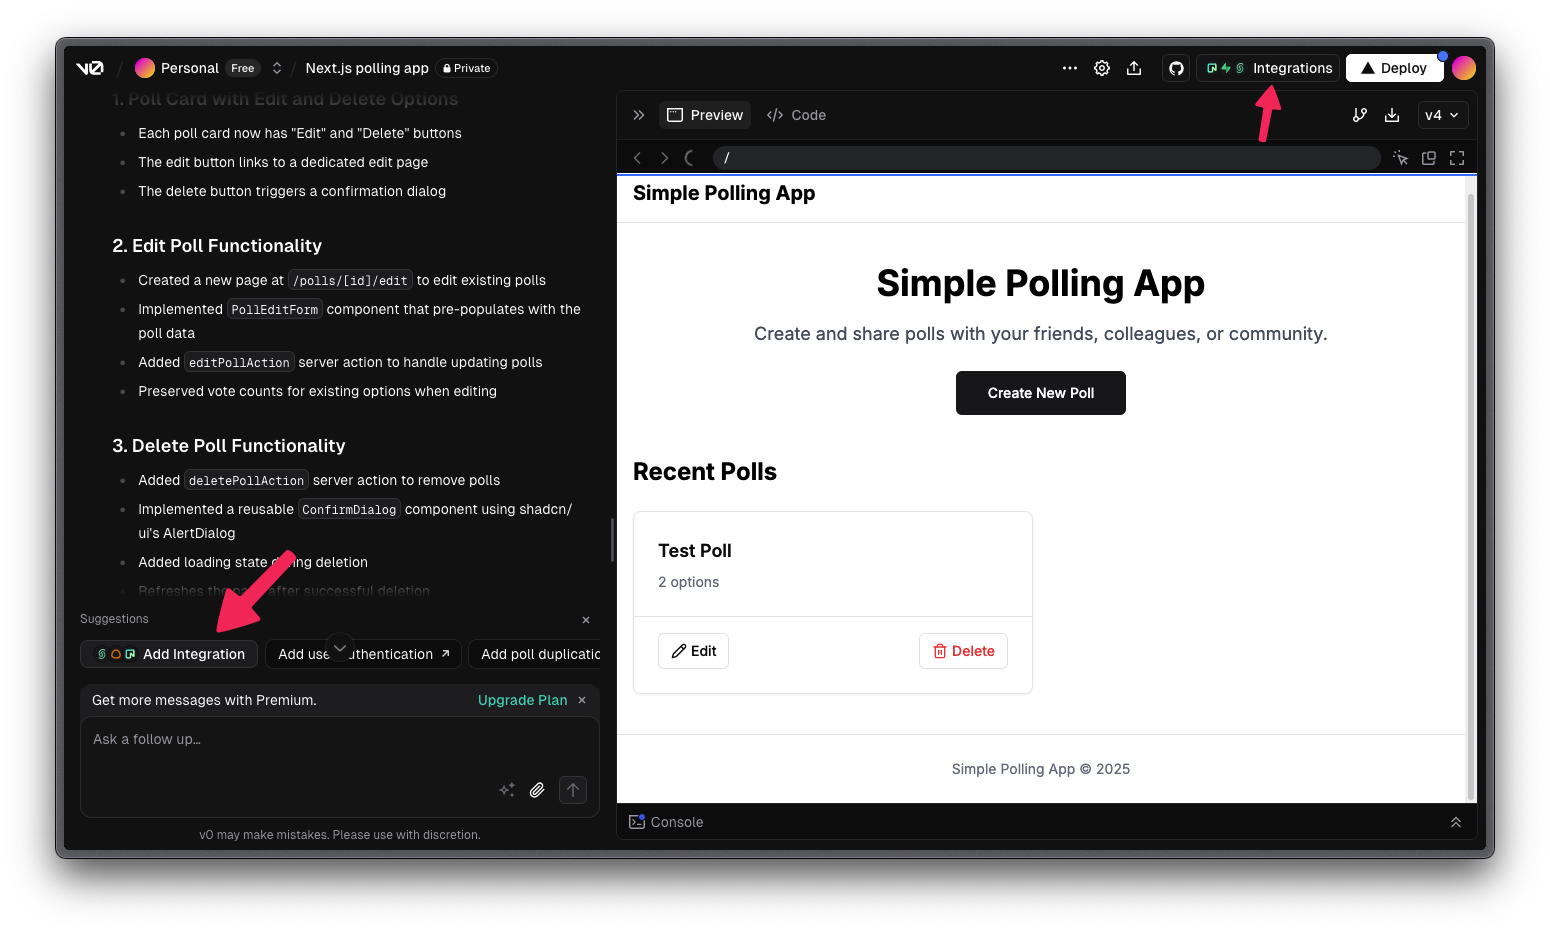 v0 / Personal Free / Next.js polling app Private
Integrations
Deploy
1. Poll Card with Edit and Delete Options
Each poll card now has "Edit" and "Delete" buttons
The edit button links to a dedicated edit page
The delete button triggers a confirmation dialog
2. Edit Poll Functionality
Created a new page at /polls/[id]/edit to edit existing polls
Implemented PollEditForm component that pre-populates with the
poll data
Added editPollAction server action to handle updating polls
Preserved vote counts for existing options when editing
3. Delete Poll Functionality
Added deletePollAction server action to remove polls
Implemented a reusable ConfirmDialog component using shadcn/
ui's AlertDialog
Added loading state during deletion
Refreshes the page after successful deletion
Suggestions
Add Integration
Add user authentication
Add poll duplicatio
Get more messages with Premium.
Upgrade Plan
Ask a follow up...
v0 may make mistakes. Please use with discretion.
Preview
Code
v4
/
Simple Polling App
Simple Polling App
Create and share polls with your friends, colleagues, or community.
Create New Poll
Recent Polls
Test Poll
2 options
Edit
Delete
Simple Polling App © 2025
Console